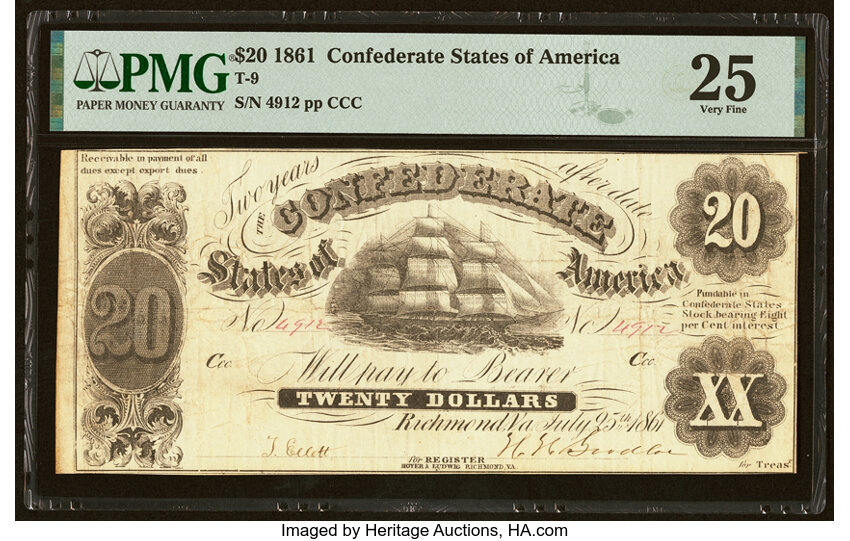 PMG
PAPER MONEY GUARANTY
$20 1861 Confederate States of America
T-9
S/N 4912 pp CCC
25
Very Fine
Receivable in payment of all
dues except export dues.
Two years after date
THE CONFEDERATE
States of America
20
20
Fundable in
Confederate States
Stock, bearing Eight
per Cent interest
No 4912
No 4912
Ccc
Ccc
Will pay to Bearer
TWENTY DOLLARS
XX
Richmond, Va July 25th 1861
for REGISTER
HOYER & LUDWIG RICHMOND, VA.
for Treasr
Imaged by Heritage Auctions, HA.com